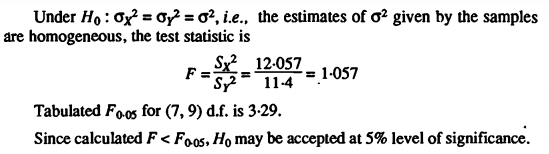 Under H₀ : σX² = σY² = σ², i.e., the estimates of σ² given by the samples
are homogeneous, the test statistic is
F = SX²/SY² = 12·057/11·4 = 1·057
Tabulated F₀·₀₅ for (7, 9) d.f. is 3·29.
Since calculated F < F₀·₀₅, H₀ may be accepted at 5% level of significance.